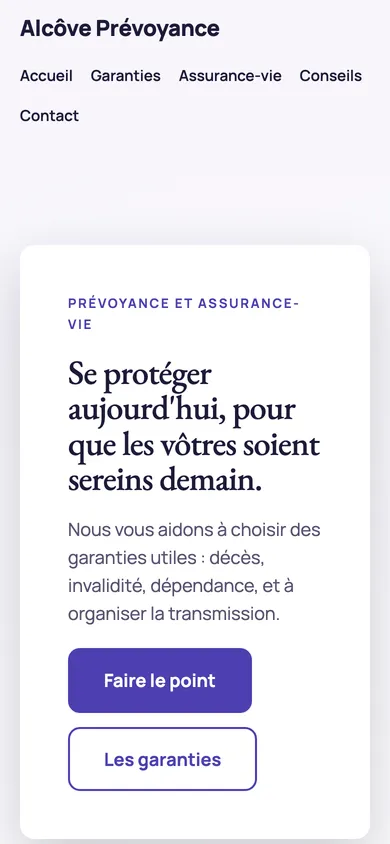 Alcôve Prévoyance
Accueil Garanties Assurance-vie Conseils
Contact
PRÉVOYANCE ET ASSURANCE-
VIE
Se protéger
aujourd'hui, pour
que les vôtres soient
sereins demain.
Nous vous aidons à choisir des
garanties utiles : décès,
invalidité, dépendance, et à
organiser la transmission.
Faire le point
Les garanties